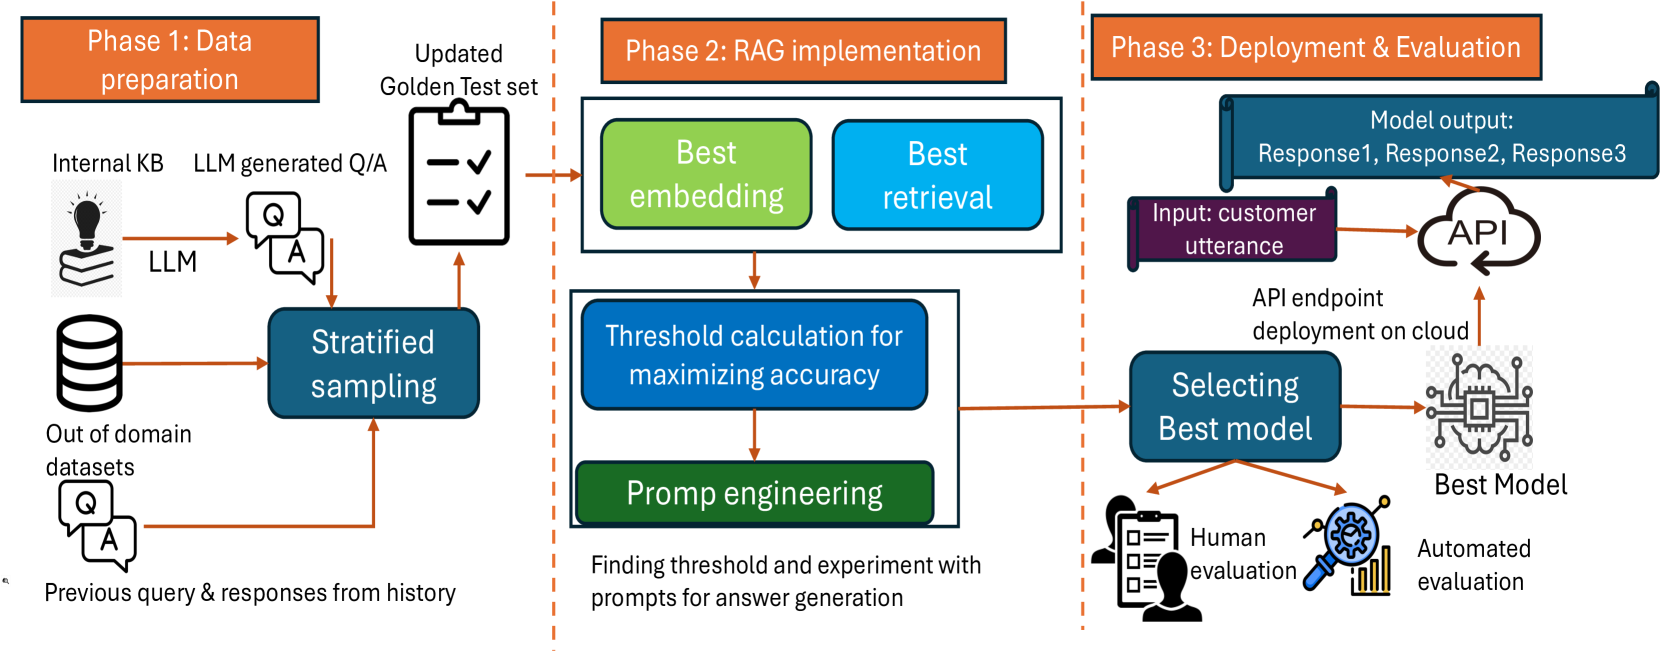 Phase 1: Data
preparation
Updated
Golden Test set
Internal KB
LLM generated Q/A
Q
A
LLM
Stratified
sampling
Out of domain
datasets
Q
A
Previous query & responses from history
Phase 2: RAG implementation
Best
embedding
Best
retrieval
Threshold calculation for
maximizing accuracy
Promp engineering
Finding threshold and experiment with
prompts for answer generation
Phase 3: Deployment & Evaluation
Model output:
Response1, Response2, Response3
Input: customer
utterance
API
API endpoint
deployment on cloud
Selecting
Best model
Best Model
Human
evaluation
Automated
evaluation